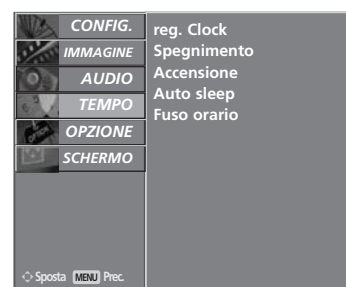 CONFIG.
IMMAGINE
AUDIO
TEMPO
OPZIONE
SCHERMO
reg. Clock
Spegnimento
Accensione
Auto sleep
Fuso orario
Sposta MENU Prec.